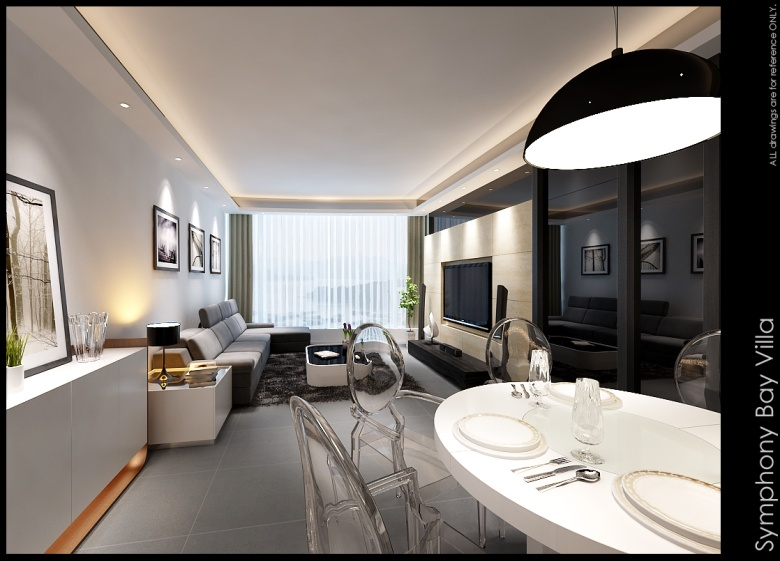 ALL drawings are for reference ONLY.
Symphony Bay Villa